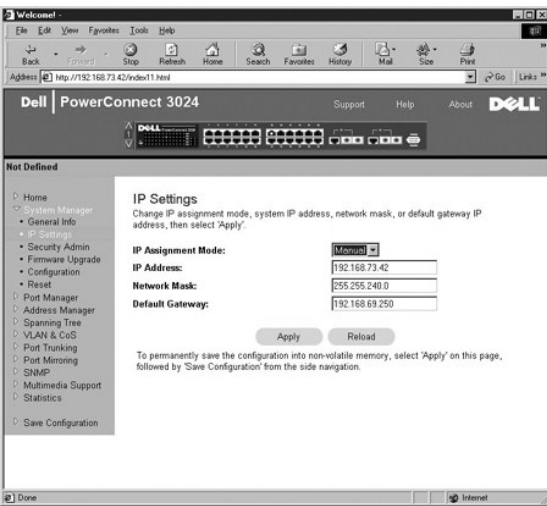 Welcome! -
File Edit View Favorites Tools Help
Back Forward Stop Refresh Home Search Favorites History Mail Size Print
Address http://192.168.73.42/index11.html Go Links »
Dell | PowerConnect 3024
Support Help About DELL
DELL
1
Not Defined
Home
System Manager
• General Info
• IP Settings
• Security Admin
• Firmware Upgrade
• Configuration
• Reset
Port Manager
Address Manager
Spanning Tree
VLAN & CoS
Port Trunking
Port Mirroring
SNMP
Multimedia Support
Statistics
Save Configuration
IP Settings
Change IP assignment mode, system IP address, network mask, or default gateway IP
address, then select 'Apply'.
IP Assignment Mode: Manual
IP Address: 192.168.73.42
Network Mask: 255.255.240.0
Default Gateway: 192.168.69.250
Apply Reload
To permanently save the configuration into non-volatile memory, select 'Apply' on this page,
followed by 'Save Configuration' from the side navigation.
Done Internet